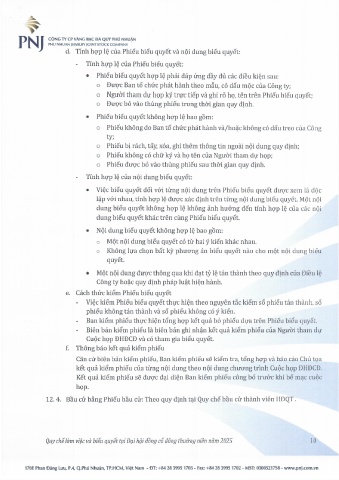 PNJ
CÔNG TY CP VÀNG BẠC ĐÁ QUÝ PHÚ NHUẬN
PHU NHUAN JEWELRY JOINT STOCK COMPANY
d. Tính hợp lệ của Phiếu biểu quyết và nội dung biểu quyết:
- Tính hợp lệ của Phiếu biểu quyết:
• Phiếu biểu quyết hợp lệ phải đáp ứng đầy đủ các điều kiện sau:
o Được Ban tổ chức phát hành theo mẫu, có dấu mộc của Công ty;
o Người tham dự họp ký trực tiếp và ghi rõ họ, tên trên Phiếu biểu quyết;
o Được bỏ vào thùng phiếu trong thời gian quy định.
• Phiếu biểu quyết không hợp lệ bao gồm:
o Phiếu không do Ban tổ chức phát hành và/hoặc không có dấu treo của Công
ty;
o Phiếu bị rách, tẩy, xóa, ghi thêm thông tin ngoài nội dung quy định;
o Phiếu không có chữ ký và họ tên của Người tham dự họp;
o Phiếu được bỏ vào thùng phiếu sau thời gian quy định.
- Tính hợp lệ của nội dung biểu quyết:
• Việc biểu quyết đối với từng nội dung trên Phiếu biểu quyết được xem là độc
lập với nhau, tính hợp lệ được xác định trên từng nội dung biểu quyết. Một nội
dung biểu quyết không hợp lệ không ảnh hưởng đến tính hợp lệ của các nội
dung biểu quyết khác trên cùng Phiếu biểu quyết.
• Nội dung biểu quyết không hợp lệ bao gồm:
o Một nội dung biểu quyết có từ hai ý kiến khác nhau.
o Không lựa chọn bất kỳ phương án biểu quyết nào cho một nội dung biểu
quyết.
• Một nội dung được thông qua khi đạt tỷ lệ tán thành theo quy định của Điều lệ
Công ty hoặc quy định pháp luật hiện hành.
e. Cách thức kiểm Phiếu biểu quyết
- Việc kiểm Phiếu biểu quyết thực hiện theo nguyên tắc kiểm số phiếu tán thành, số
phiếu không tán thành và số phiếu không có ý kiến.
- Ban kiểm phiếu thực hiện tổng hợp kết quả bỏ phiếu dựa trên Phiếu biểu quyết.
- Biên bản kiểm phiếu là biên bản ghi nhận kết quả kiểm phiếu của Người tham dự
Cuộc họp ĐHĐCĐ và có tham gia biểu quyết.
f. Thông báo kết quả kiểm phiếu
Căn cứ biên bản kiểm phiếu, Ban kiểm phiếu sẽ kiểm tra, tổng hợp và báo cáo Chủ tọa
kết quả kiểm phiếu của từng nội dung theo nội dung chương trình Cuộc họp ĐHĐCĐ.
Kết quả kiểm phiếu sẽ được đại diện Ban kiểm phiếu công bố trước khi bế mạc cuộc
họp.
12. 4. Bầu cử bằng Phiếu bầu cử: Theo quy định tại Quy chế bầu cử thành viên HĐQT .
Quy chế làm việc và biểu quyết tại Đại hội đồng cổ đông thường niên năm 2025
170E Phan Đăng Lưu, P.4, Q.Phú Nhuận, TP.HCM, Việt Nam - ĐT: +84 28 3995 1703 - Fax: +84 28 3995 1702 - MST: 0300521758 - www.pnj.com.vn